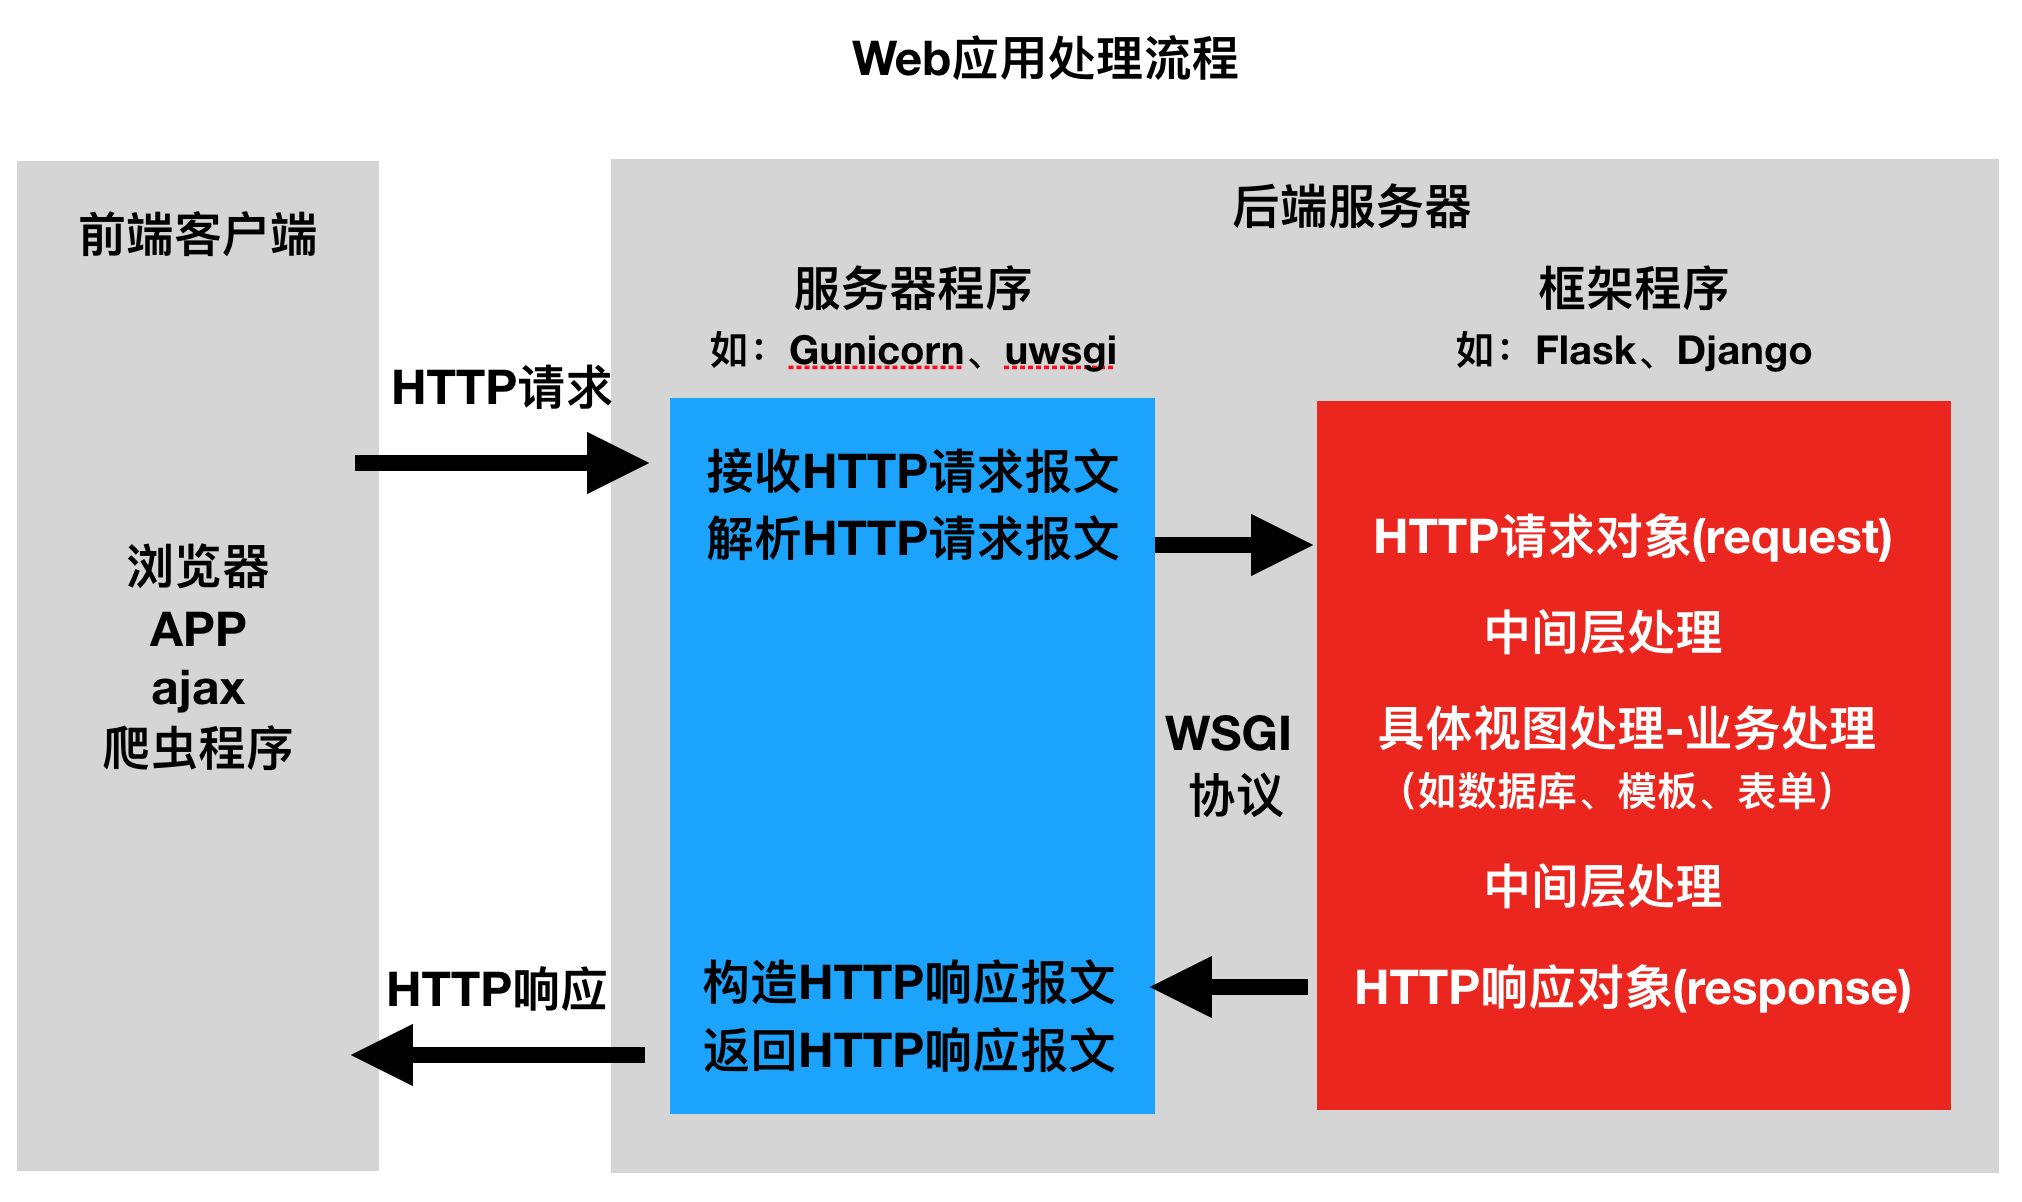 Web应用处理流程
前端客户端
浏览器
APP
ajax
爬虫程序
HTTP请求
HTTP响应
后端服务器
服务器程序
如：Gunicorn、uwsgi
接收HTTP请求报文
解析HTTP请求报文
构造HTTP响应报文
返回HTTP响应报文
WSGI
协议
框架程序
如：Flask、Django
HTTP请求对象(request)
中间层处理
具体视图处理-业务处理
（如数据库、模板、表单）
中间层处理
HTTP响应对象(response)